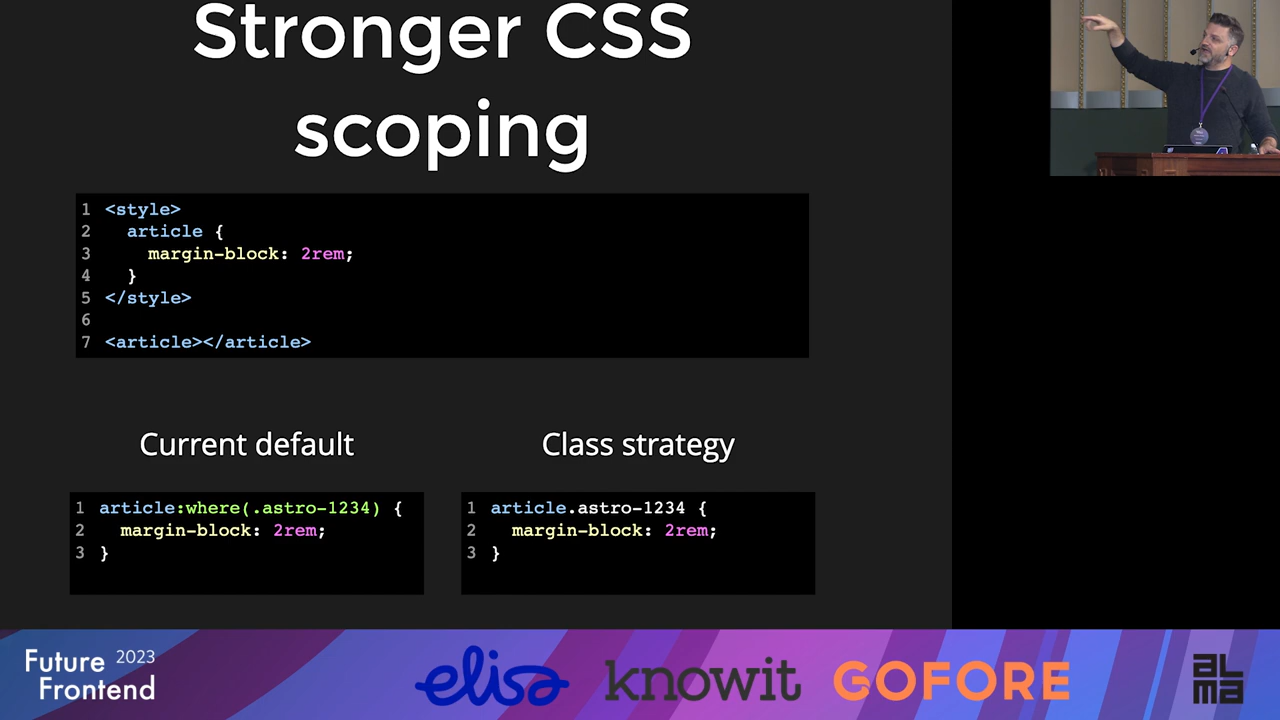 Stronger CSS
scoping
1 <style>
2   article {
3     margin-block: 2rem;
4   }
5 </style>
6
7 <article></article>
Current default
Class strategy
1 article:where(.astro-1234) {
2   margin-block: 2rem;
3 }
1 article.astro-1234 {
2   margin-block: 2rem;
3 }
Future 2023
Frontend
elisa
knowit
GOFORE
ALMA